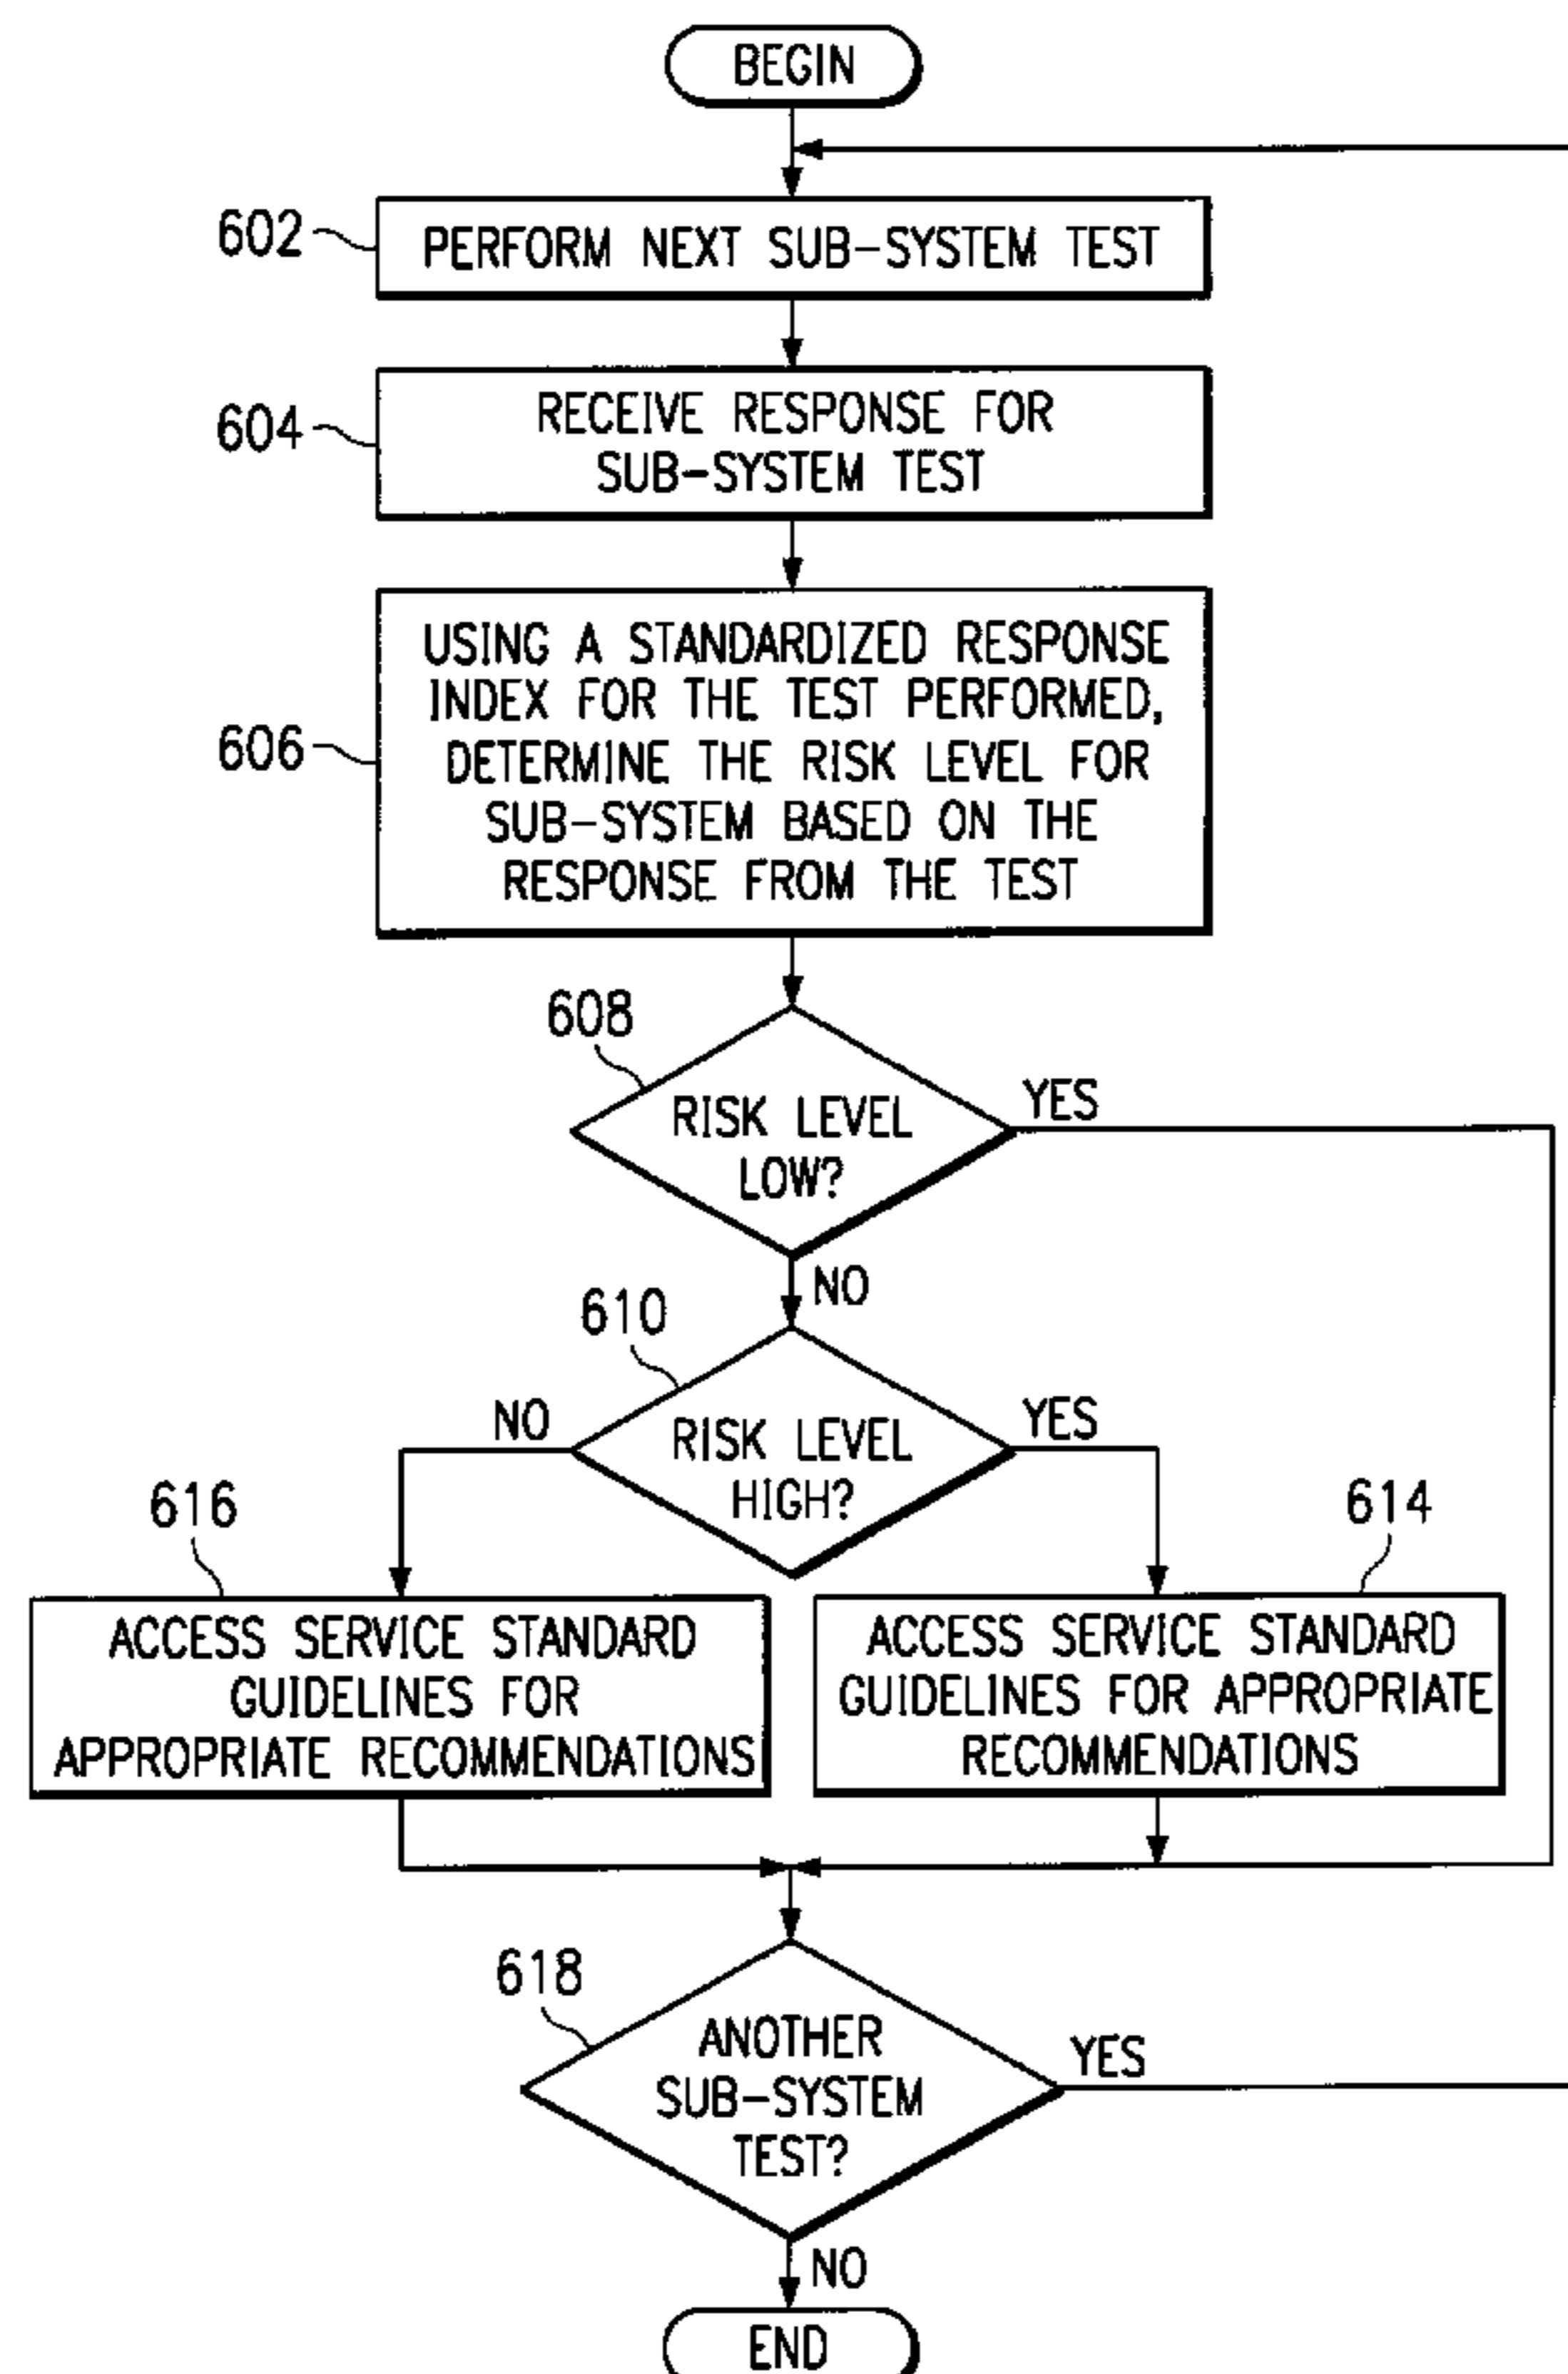 BEGIN
602
PERFORM NEXT SUB-SYSTEM TEST
604
RECEIVE RESPONSE FOR
SUB-SYSTEM TEST
606
USING A STANDARDIZED RESPONSE
INDEX FOR THE TEST PERFORMED,
DETERMINE THE RISK LEVEL FOR
SUB-SYSTEM BASED ON THE
RESPONSE FROM THE TEST
608
RISK LEVEL
LOW?
YES
NO
610
RISK LEVEL
HIGH?
NO
YES
616
ACCESS SERVICE STANDARD
GUIDELINES FOR
APPROPRIATE RECOMMENDATIONS
614
ACCESS SERVICE STANDARD
GUIDELINES FOR APPROPRIATE
RECOMMENDATIONS
618
ANOTHER
SUB-SYSTEM
TEST?
YES
NO
END